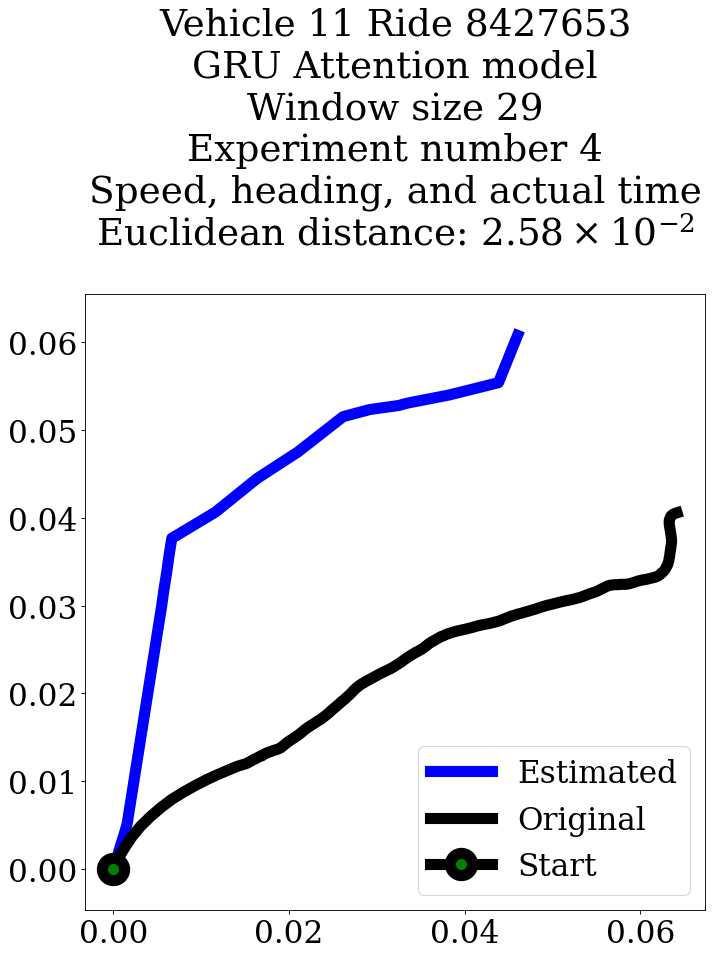 Vehicle 11 Ride 8427653
GRU Attention model
Window size 29
Experiment number 4
Speed, heading, and actual time
Euclidean distance: 2.58 × 10⁻²
0.06
0.05
0.04
0.03
0.02
0.01
0.00
Estimated
Original
Start
0.00 0.02 0.04 0.06